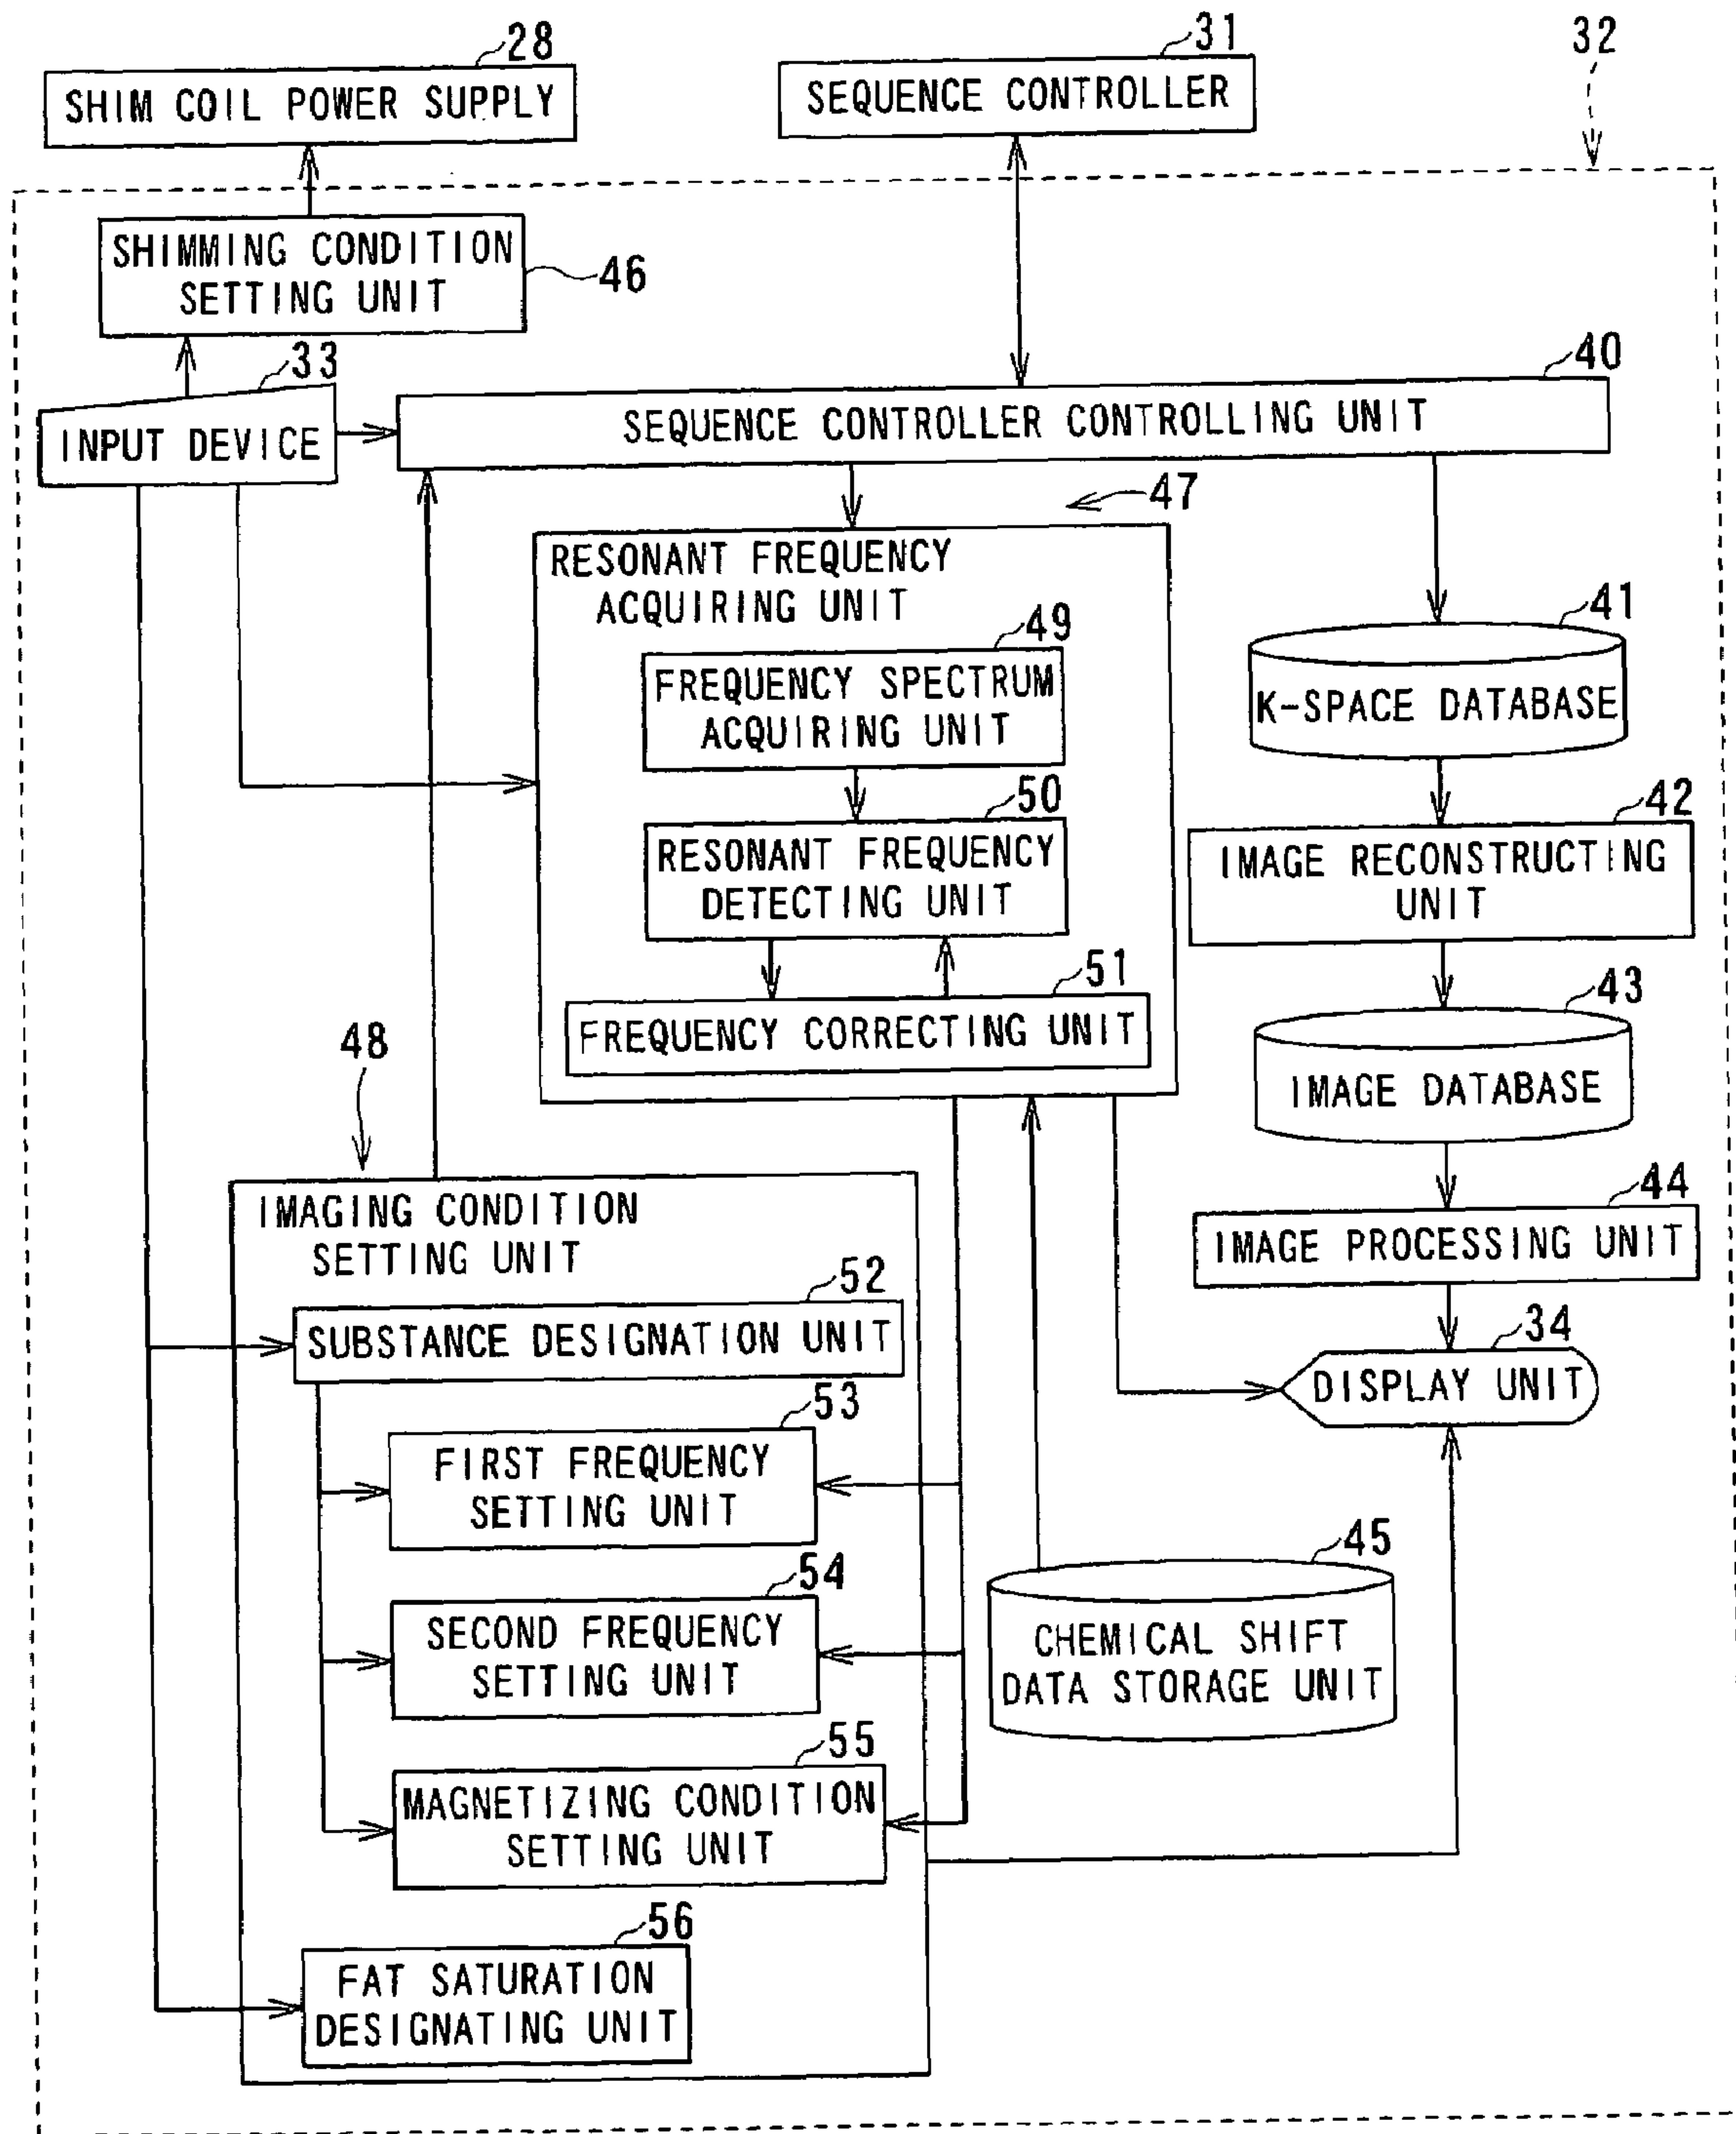 28
SHIM COIL POWER SUPPLY
31
SEQUENCE CONTROLLER
32
SHIMMING CONDITION
SETTING UNIT
46
33
INPUT DEVICE
40
SEQUENCE CONTROLLER CONTROLLING UNIT
47
RESONANT FREQUENCY
ACQUIRING UNIT
49
FREQUENCY SPECTRUM
ACQUIRING UNIT
50
RESONANT FREQUENCY
DETECTING UNIT
51
FREQUENCY CORRECTING UNIT
41
K-SPACE DATABASE
42
IMAGE RECONSTRUCTING
UNIT
43
IMAGE DATABASE
44
IMAGE PROCESSING UNIT
34
DISPLAY UNIT
48
IMAGING CONDITION
SETTING UNIT
52
SUBSTANCE DESIGNATION UNIT
53
FIRST FREQUENCY
SETTING UNIT
54
SECOND FREQUENCY
SETTING UNIT
55
MAGNETIZING CONDITION
SETTING UNIT
56
FAT SATURATION
DESIGNATING UNIT
45
CHEMICAL SHIFT
DATA STORAGE UNIT